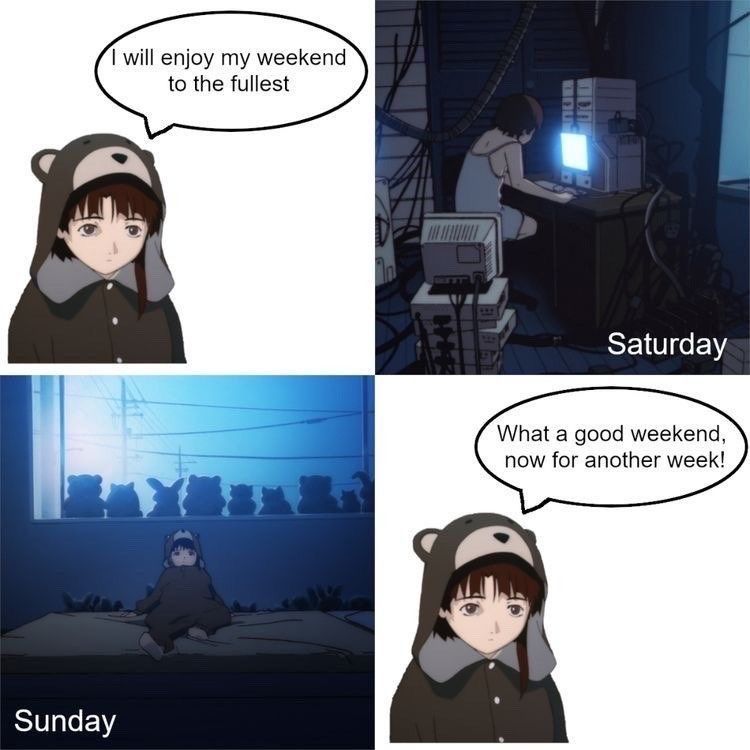 I will enjoy my weekend
to the fullest
Saturday
Sunday
What a good weekend,
now for another week!